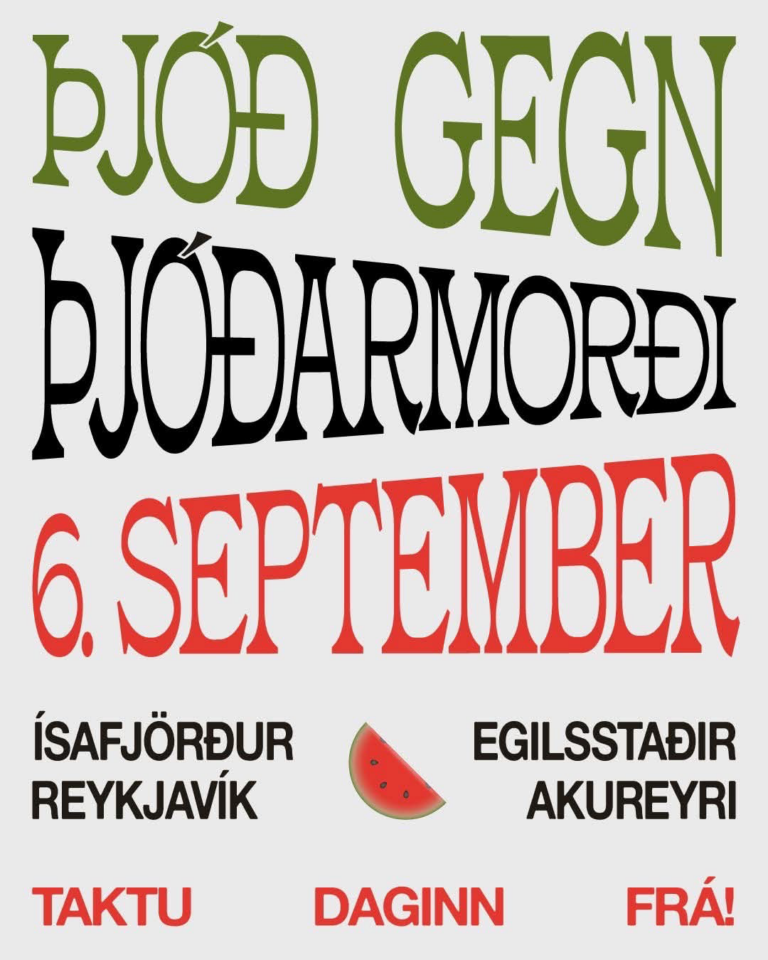 ÞJÓÐ GEGN
ÞJÓÐARMORÐI
6. SEPTEMBER
ÍSAFJÖRÐUR EGILSSTAÐIR
REYKJAVÍK AKUREYRI
TAKTU DAGINN FRÁ!